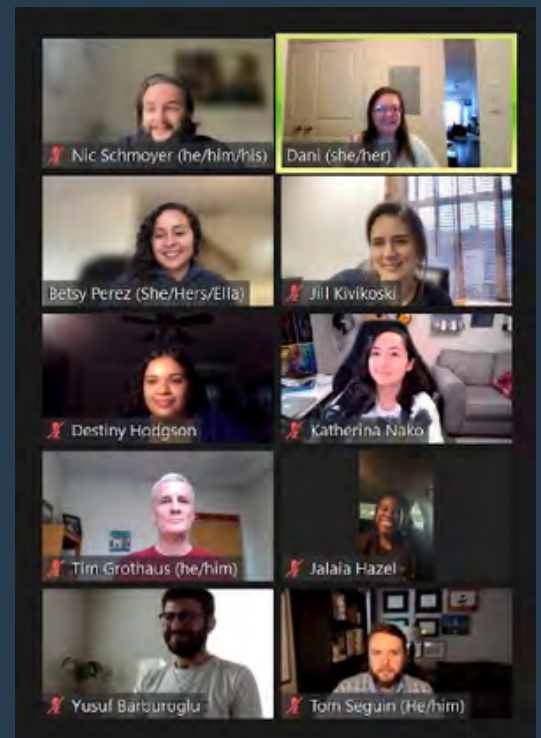 Nic Schmoyer (he/him/his)
Dani (she/her)
Betsy Perez (She/Hers/Ella)
Jill Kivikoski
Destiny Hodgson
Katherina Nako
Tim Grothaus (he/him)
Jalaia Hazel
Yusuf Barburoglu
Tom Seguin (He/him)